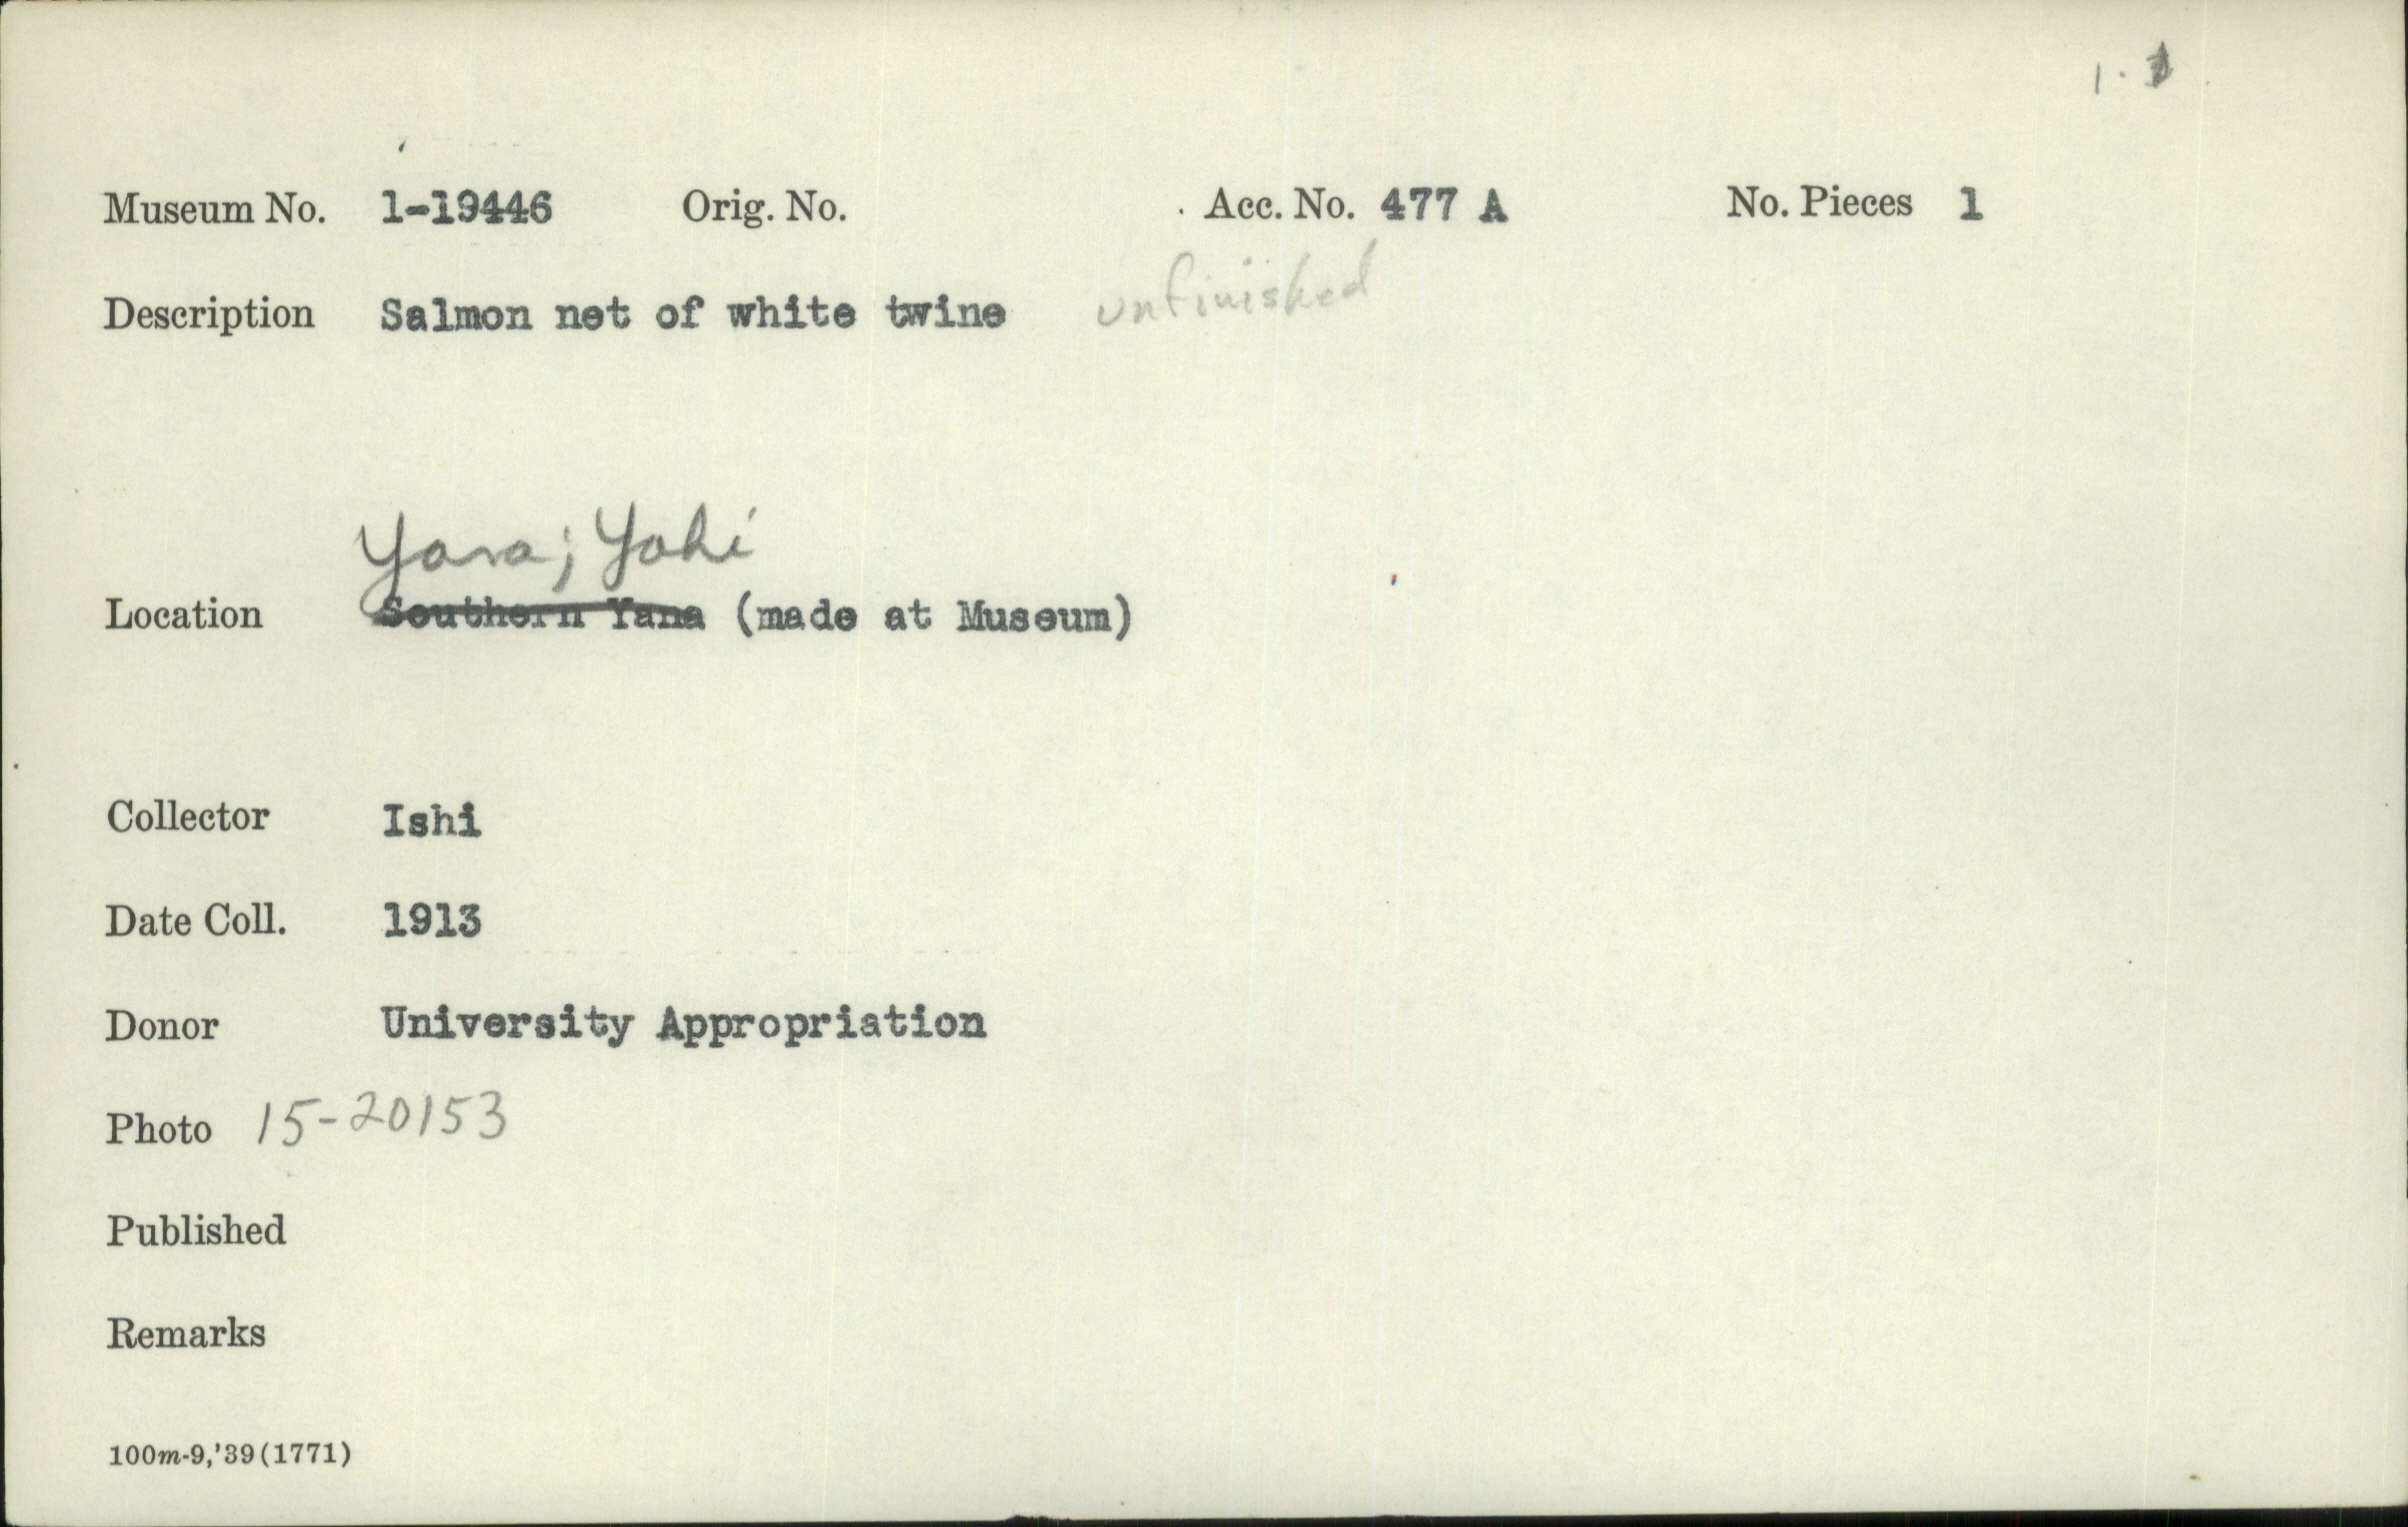 Museum No. 1-19446 Orig. No. Acc. No. 477 A No. Pieces 1
Description Salmon net of white twine unfinished
Yana; Yahi
Location Southern Yana (made at Museum)
Collector Ishi
Date Coll. 1913
Donor University Appropriation
Photo 15-20153
Published
Remarks
100m-9,'39(1771)